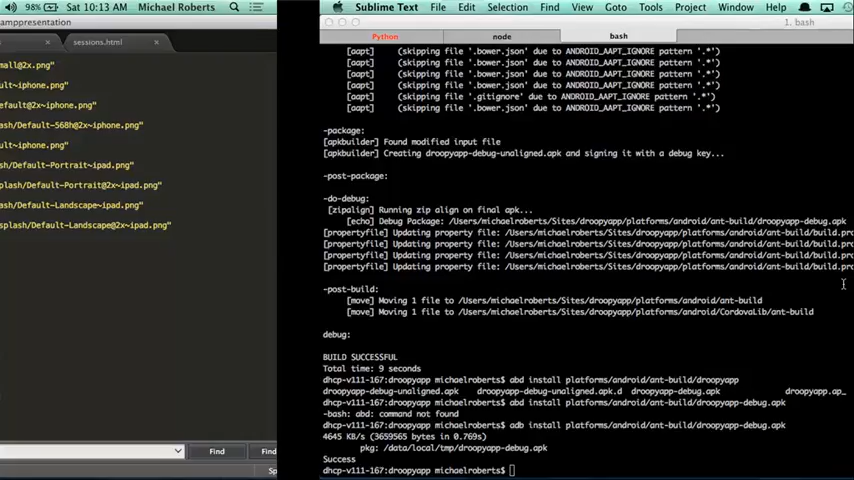 98% Sat 10:13 AM Michael Roberts
amppresentation
sessions.html
mall@2x.png"
ult~iphone.png"
efault@2x~iphone.png"
ash/Default-568h@2x~iphone.png"
ult~iphone.png"
ash/Default-Portrait~ipad.png"
plash/Default-Portrait@2x~ipad.png"
ash/Default-Landscape~ipad.png"
splash/Default-Landscape@2x~ipad.png"
Find
Find
Sp
Sublime Text File Edit Selection Find View Goto Tools Project Window Help
1. bash
Python node bash
[aapt] (skipping file '.bower.json' due to ANDROID_AAPT_IGNORE pattern '.*')
[aapt] (skipping file '.bower.json' due to ANDROID_AAPT_IGNORE pattern '.*')
[aapt] (skipping file '.bower.json' due to ANDROID_AAPT_IGNORE pattern '.*')
[aapt] (skipping file '.bower.json' due to ANDROID_AAPT_IGNORE pattern '.*')
[aapt] (skipping file '.gitignore' due to ANDROID_AAPT_IGNORE pattern '.*')
[aapt] (skipping file '.bower.json' due to ANDROID_AAPT_IGNORE pattern '.*')
-package:
[apkbuilder] Found modified input file
[apkbuilder] Creating droopyapp-debug-unaligned.apk and signing it with a debug key...
-post-package:
-do-debug:
[zipalign] Running zip align on final apk...
[echo] Debug Package: /Users/michaelroberts/Sites/droopyapp/platforms/android/ant-build/droopyapp-debug.apk
[propertyfile] Updating property file: /Users/michaelroberts/Sites/droopyapp/platforms/android/ant-build/build.pro
[propertyfile] Updating property file: /Users/michaelroberts/Sites/droopyapp/platforms/android/ant-build/build.pro
[propertyfile] Updating property file: /Users/michaelroberts/Sites/droopyapp/platforms/android/ant-build/build.pro
[propertyfile] Updating property file: /Users/michaelroberts/Sites/droopyapp/platforms/android/ant-build/build.pro
-post-build:
[move] Moving 1 file to /Users/michaelroberts/Sites/droopyapp/platforms/android/ant-build
[move] Moving 1 file to /Users/michaelroberts/Sites/droopyapp/platforms/android/CordovaLib/ant-build
debug:
BUILD SUCCESSFUL
Total time: 9 seconds
dhcp-v111-167:droopyapp michaelroberts$ abd install platforms/android/ant-build/droopyapp
droopyapp-debug-unaligned.apk droopyapp-debug-unaligned.apk.d droopyapp-debug.apk droopyapp.ap_
dhcp-v111-167:droopyapp michaelroberts$ abd install platforms/android/ant-build/droopyapp-debug.apk
-bash: abd: command not found
dhcp-v111-167:droopyapp michaelroberts$ adb install platforms/android/ant-build/droopyapp-debug.apk
4645 KB/s (3659565 bytes in 0.769s)
pkg: /data/local/tmp/droopyapp-debug.apk
Success
dhcp-v111-167:droopyapp michaelroberts$